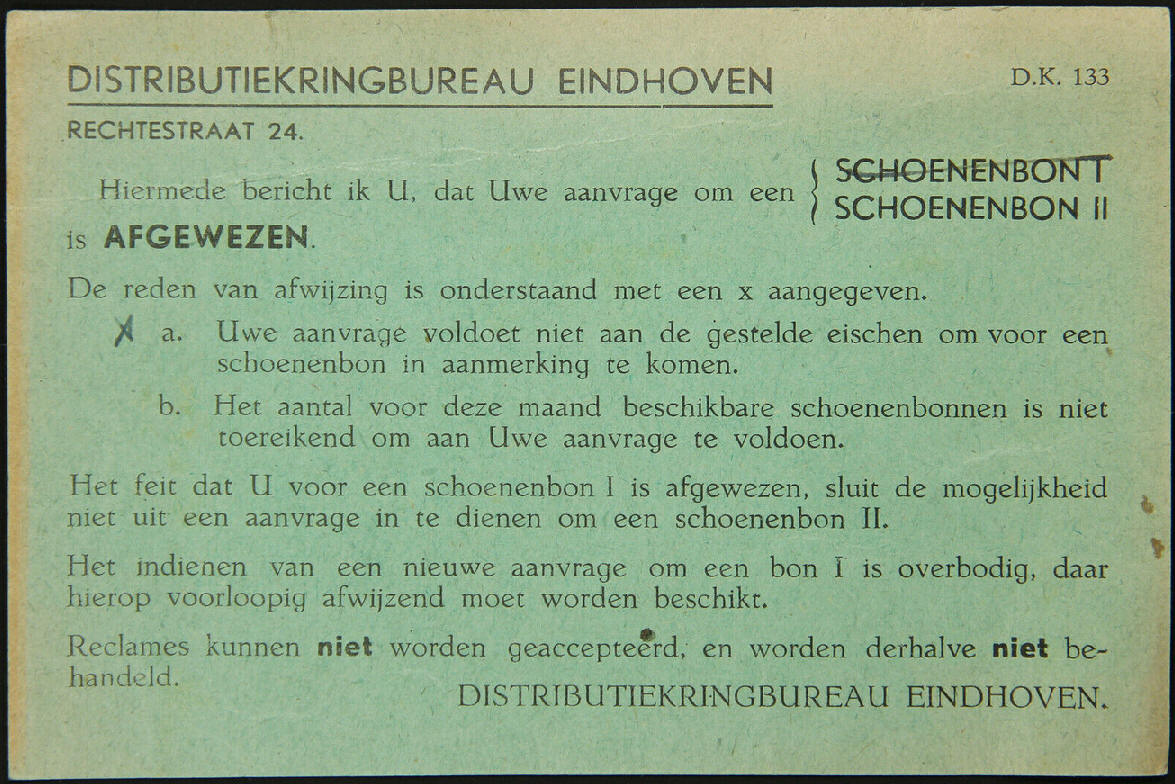 DISTRIBUTIEKRINGBUREAU EINDHOVEN D.K. 133
RECHTESTRAAT 24.
SCHOENENBON I
Hiermede bericht ik U, dat Uwe aanvrage om een
SCHOENENBON II
is AFGEWEZEN.
De reden van afwijzing is onderstaand met een x aangegeven.
X a. Uwe aanvrage voldoet niet aan de gestelde eischen om voor een
schoenenbon in aanmerking te komen.
b. Het aantal voor deze maand beschikbare schoenenbonnen is niet
toereikend om aan Uwe aanvrage te voldoen.
Het feit dat U voor een schoenenbon I is afgewezen, sluit de mogelijkheid
niet uit een aanvrage in te dienen om een schoenenbon II.
Het indienen van een nieuwe aanvrage om een bon I is overbodig, daar
hierop voorloopig afwijzend moet worden beschikt.
Reclames kunnen niet worden geaccepteerd, en worden derhalve niet be-
handeld.
DISTRIBUTIEKRINGBUREAU EINDHOVEN.